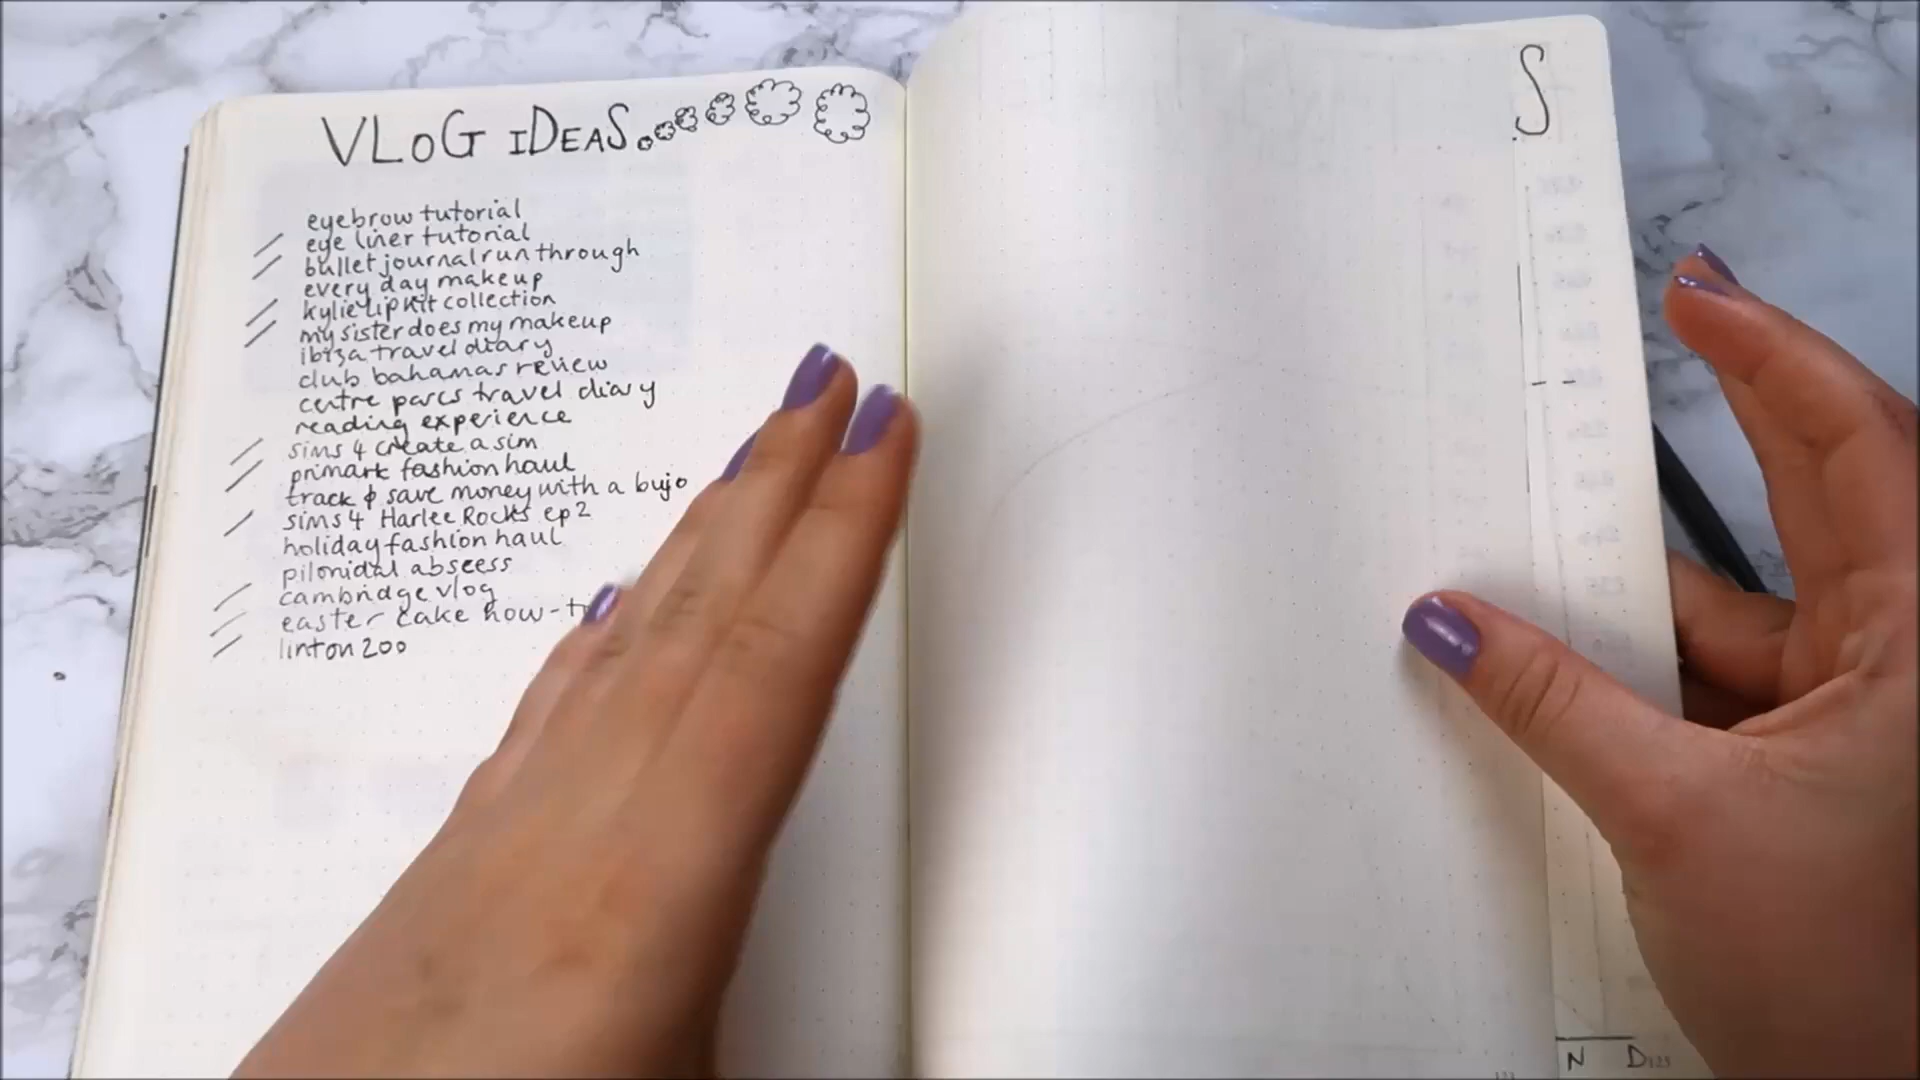 VLOG IDEAS
eyebrow tutorial
eye liner tutorial
bullet journal run through
every day makeup
kylie lip kit collection
my sister does my makeup
ibiza travel diary
club bahamas review
centre parcs travel diary
reading experience
sims 4 create a sim
primark fashion haul
track & save money with a bujo
sims 4 Harlee Rocks ep 2
holiday fashion haul
pilonidal abscess
cambridge vlog
easter cake how-t
linton 200
S
N D